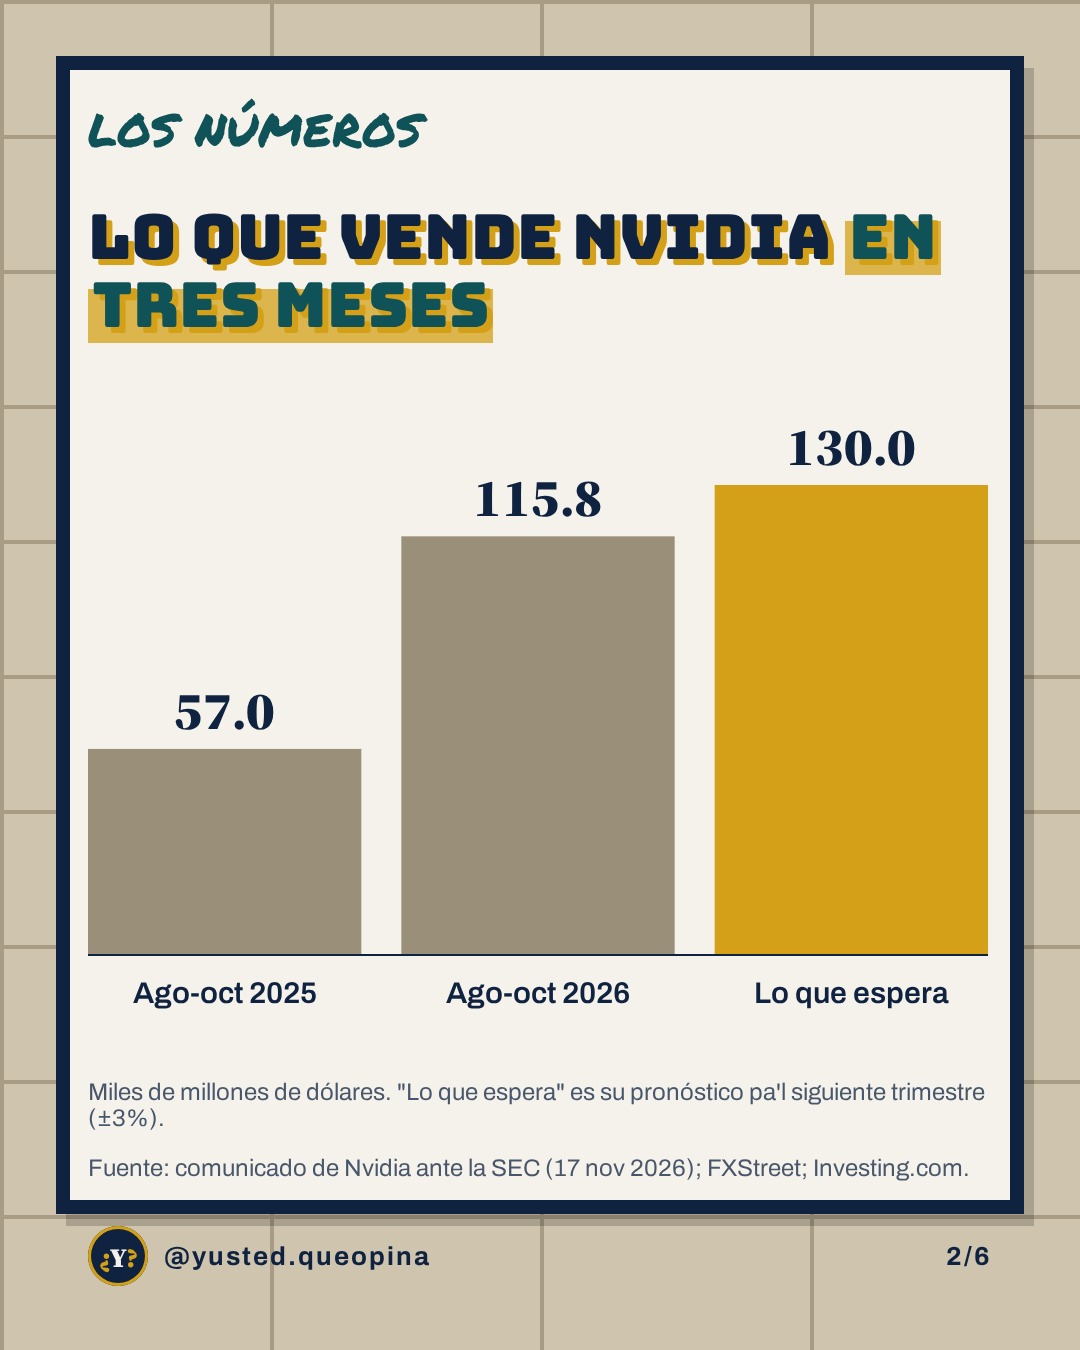 LOS NÚMEROS
LO QUE VENDE NVIDIA EN
TRES MESES
57.0
115.8
130.0
Ago-oct 2025
Ago-oct 2026
Lo que espera
Miles de millones de dólares. "Lo que espera" es su pronóstico pa'l siguiente trimestre
(±3%).
Fuente: comunicado de Nvidia ante la SEC (17 nov 2026); FXStreet; Investing.com.
¿Y?
@yusted.queopina
2/6